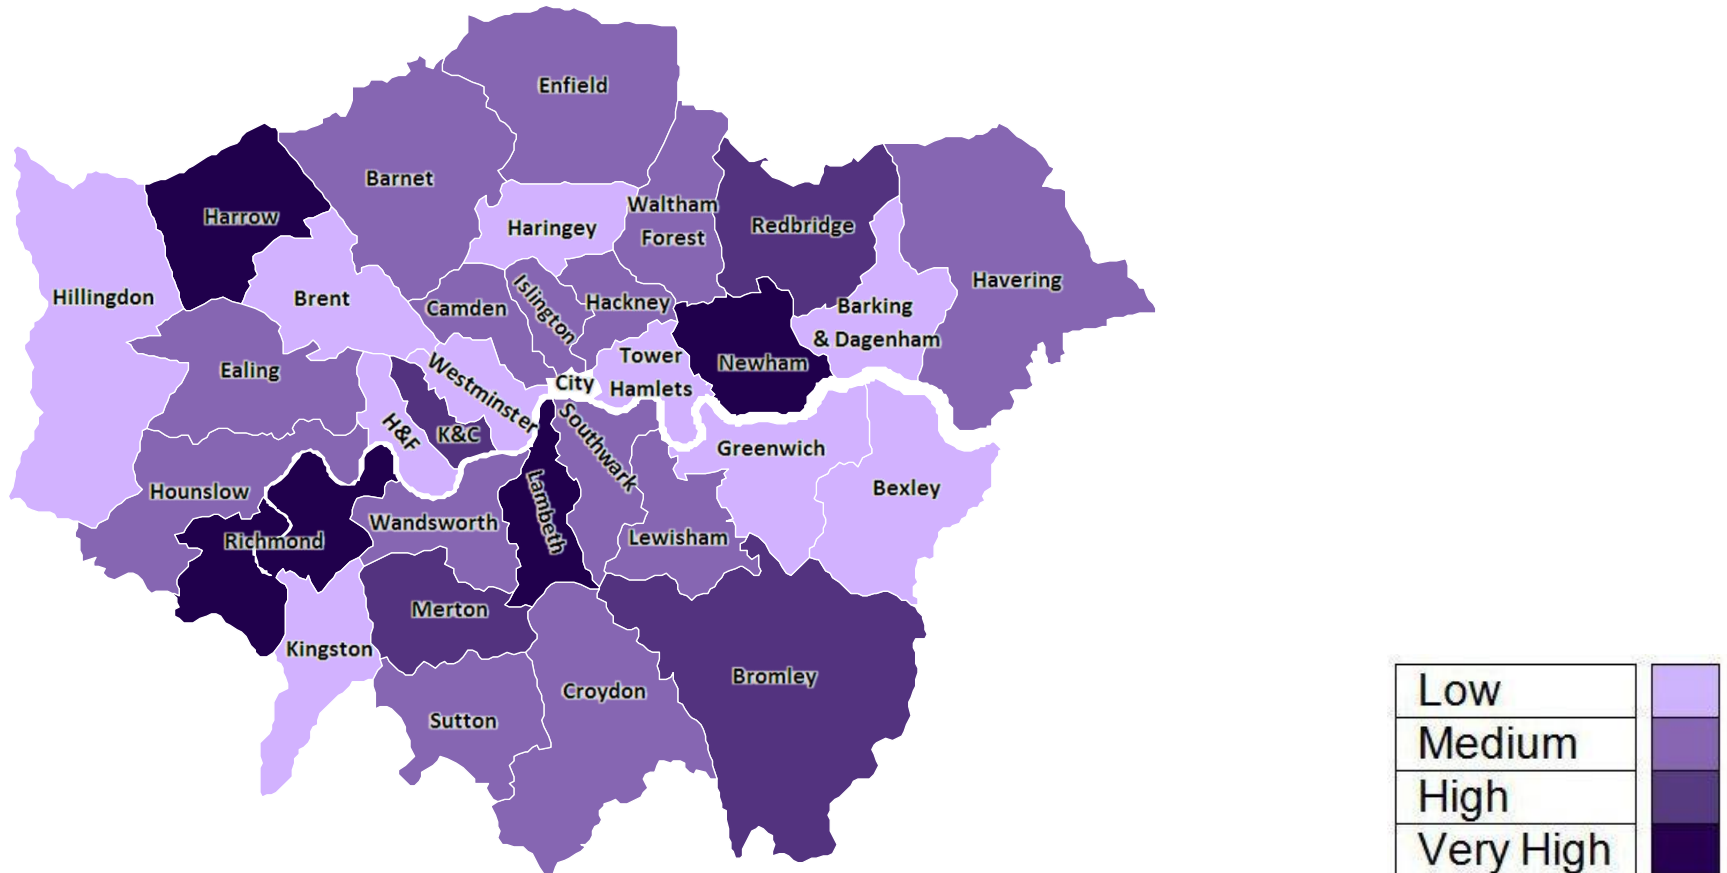 Enfield
Barnet
Harrow
Haringey
Waltham
Forest
Redbridge
Havering
Hillingdon
Brent
Camden
Islington
Hackney
Barking
& Dagenham
Ealing
Tower
Hamlets
Newham
Westminster
City
H&F
K&C
Southwark
Greenwich
Hounslow
Bexley
Lambeth
Wandsworth
Lewisham
Richmond
Merton
Kingston
Bromley
Croydon
Sutton
Low
Medium
High
Very High